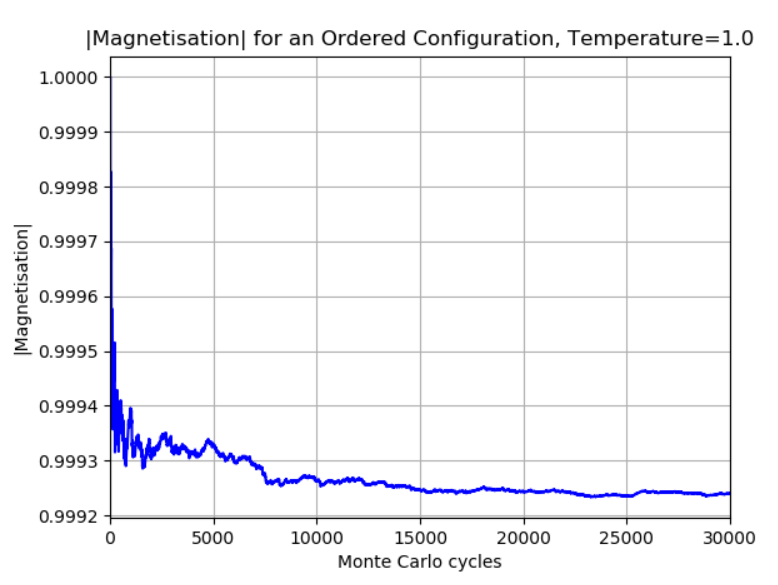 |Magnetisation| for an Ordered Configuration, Temperature=1.0
1.0000
0.9999
0.9998
0.9997
0.9996
0.9995
0.9994
0.9993
0.9992
|Magnetisation|
0 5000 10000 15000 20000 25000 30000
Monte Carlo cycles